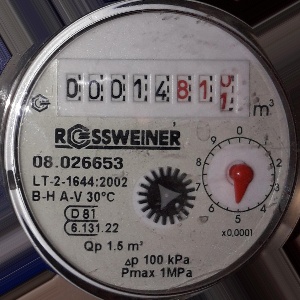 0001481
m³
ROSSWEINER
08.026653
LT-2-1644:2002
B-H A-V 30°C
D 81
6.131.22
Qp 1.5 m³
Δp 100 kPa
Pmax 1MPa
0
9 1
8 2
7 3
6 4
5
x0,0001